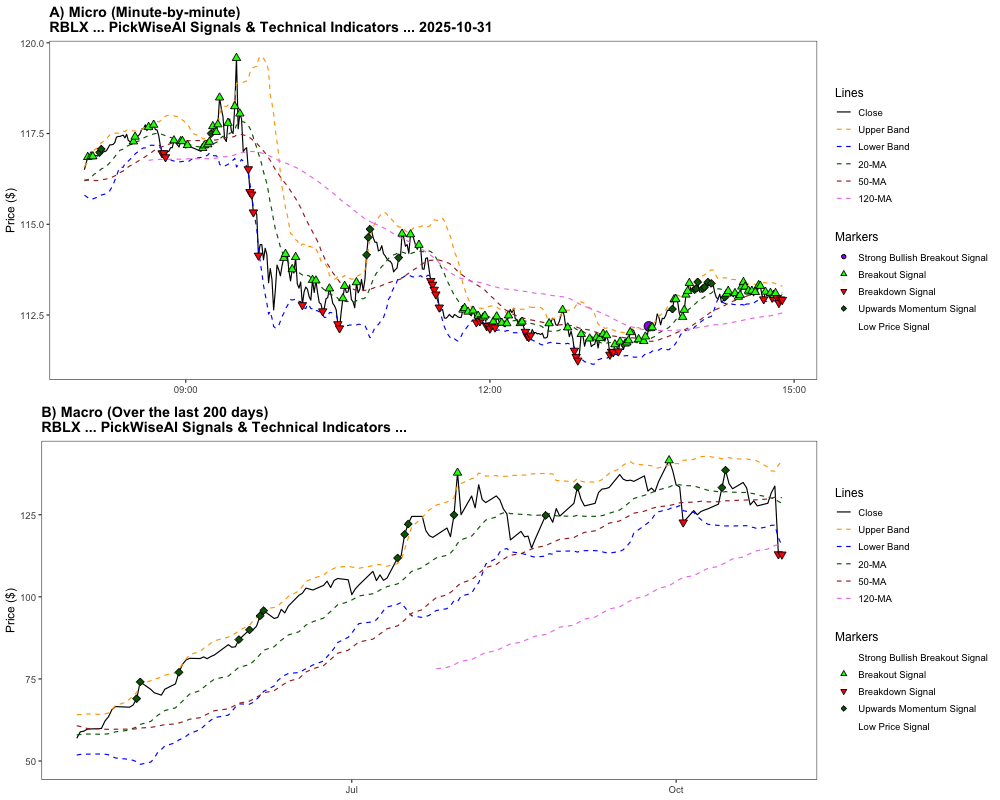 A) Micro (Minute-by-minute)
RBLX ... PickWiseAI Signals & Technical Indicators ... 2025-10-31
120.0
117.5
115.0
112.5
Price ($)
09:00
12:00
15:00
Lines
Close
Upper Band
Lower Band
20-MA
50-MA
120-MA
Markers
Strong Bullish Breakout Signal
Breakout Signal
Breakdown Signal
Upwards Momentum Signal
Low Price Signal
B) Macro (Over the last 200 days)
RBLX ... PickWiseAI Signals & Technical Indicators ...
125
100
75
50
Price ($)
Jul
Oct
Lines
Close
Upper Band
Lower Band
20-MA
50-MA
120-MA
Markers
Strong Bullish Breakout Signal
Breakout Signal
Breakdown Signal
Upwards Momentum Signal
Low Price Signal